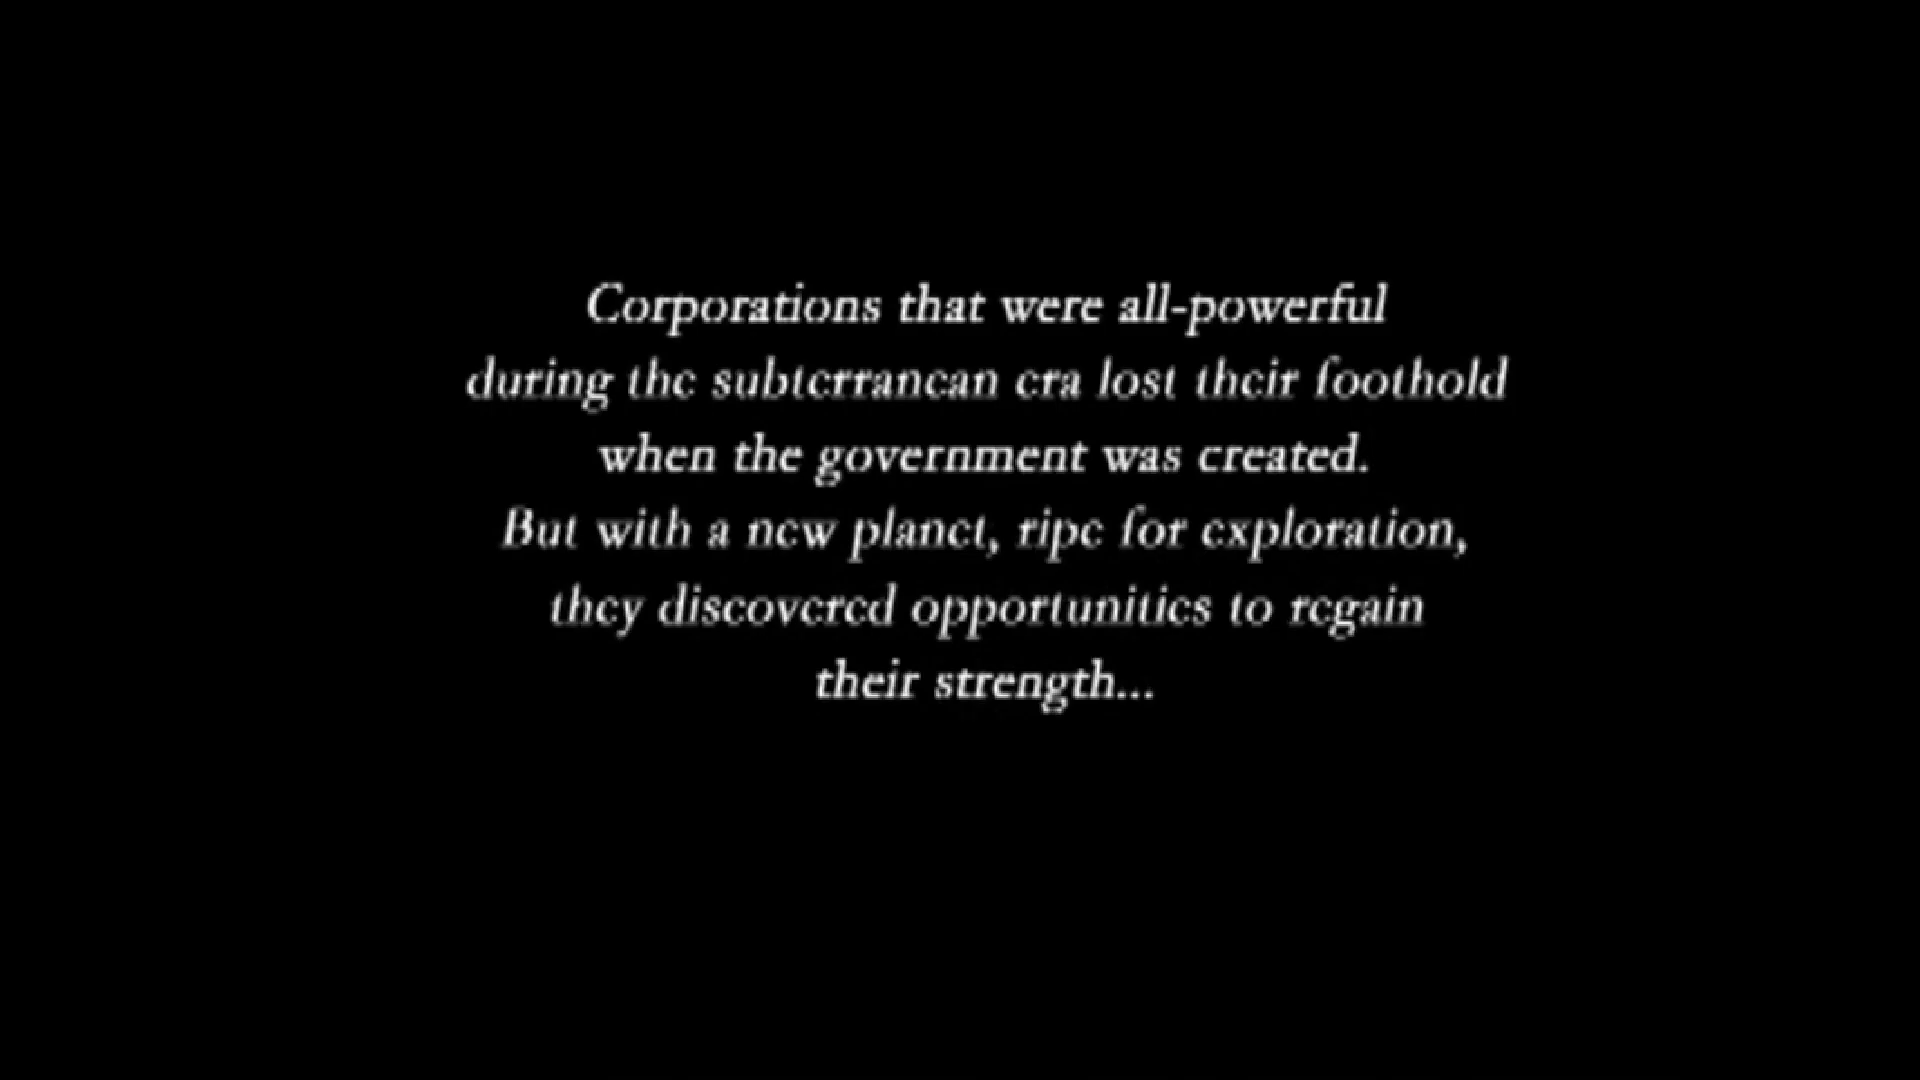 Corporations that were all-powerful
during the subterranean era lost their foothold
when the government was created.
But with a new planet, ripe for exploration,
they discovered opportunities to regain
their strength...